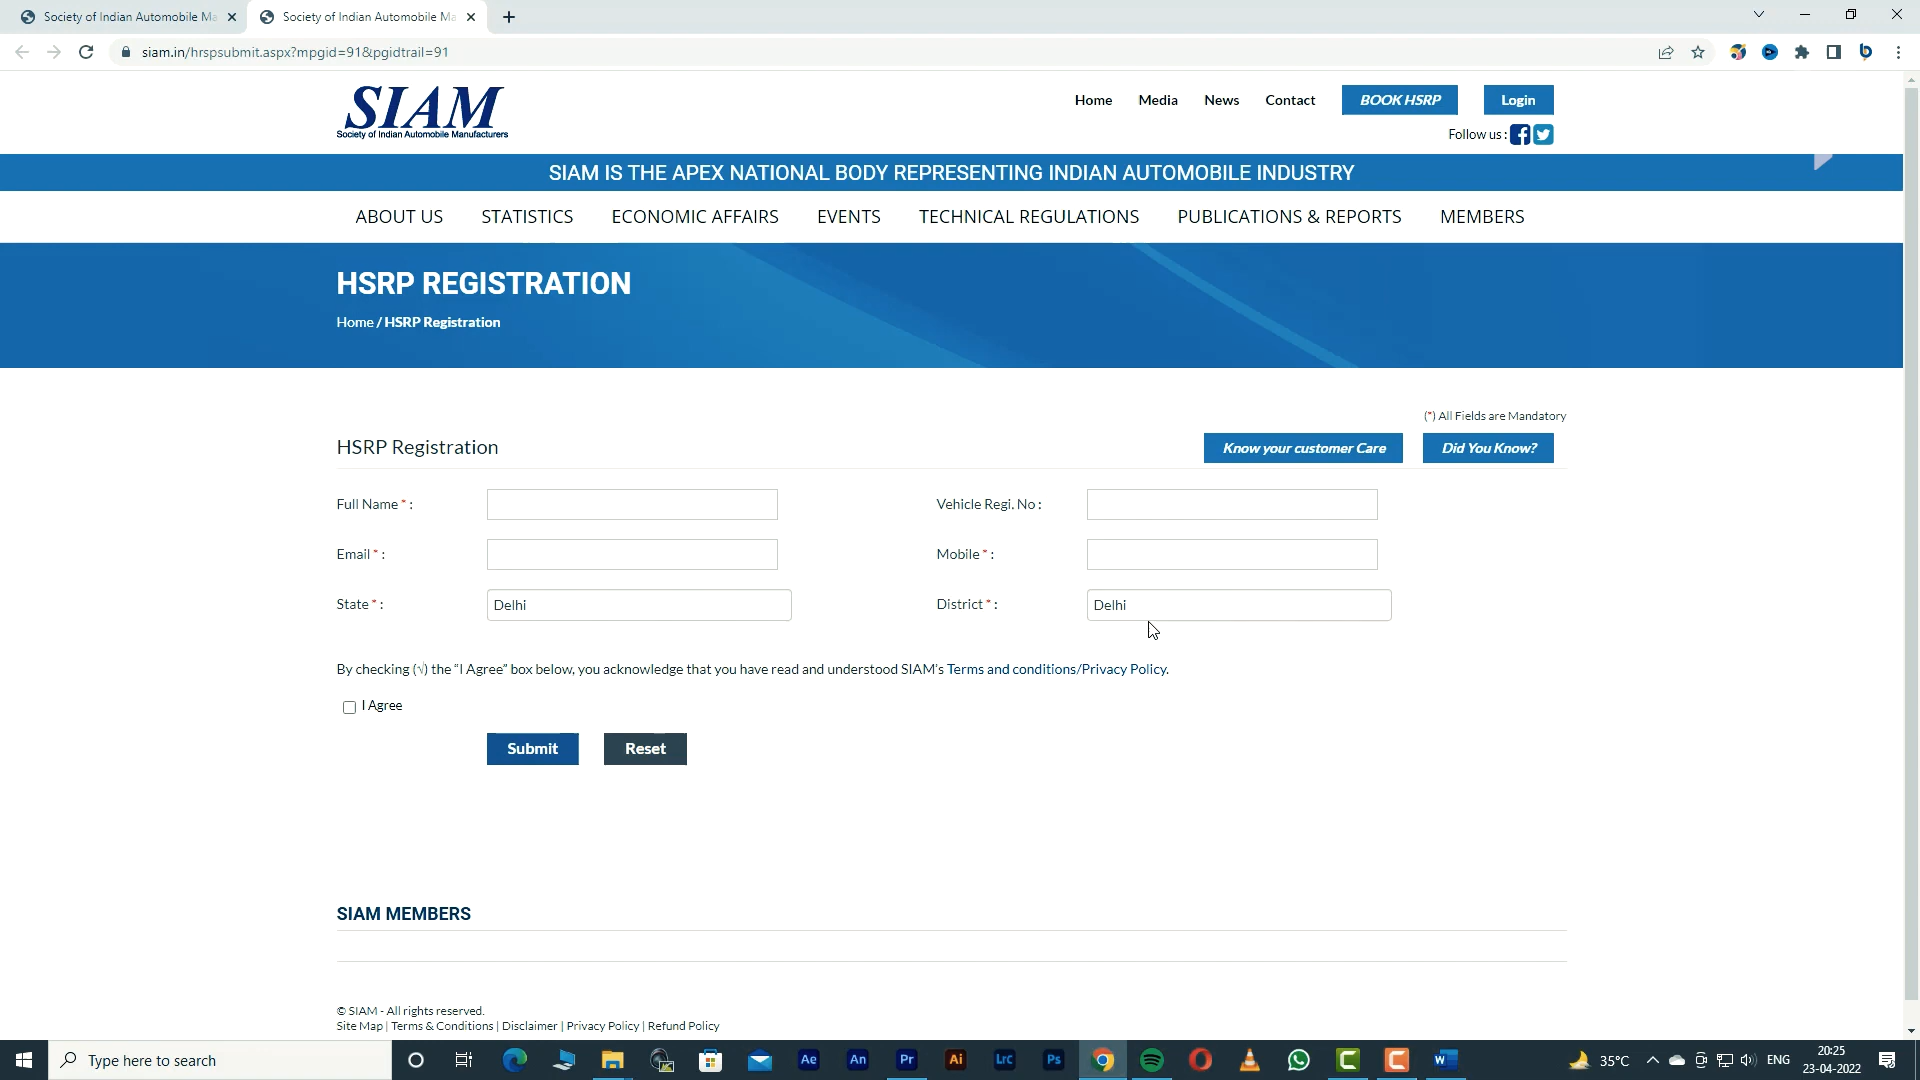 Society of Indian Automobile Ma
Society of Indian Automobile Ma
siam.in/hrspsubmit.aspx?mpgid=91&pgidtrail=91
SIAM
Society of Indian Automobile Manufacturers
Home Media News Contact BOOK HSRP Login
Follow us :
SIAM IS THE APEX NATIONAL BODY REPRESENTING INDIAN AUTOMOBILE INDUSTRY
ABOUT US STATISTICS ECONOMIC AFFAIRS EVENTS TECHNICAL REGULATIONS PUBLICATIONS & REPORTS MEMBERS
HSRP REGISTRATION
Home / HSRP Registration
(*) All Fields are Mandatory
HSRP Registration Know your customer Care Did You Know?
Full Name * : Vehicle Regi. No :
Email * : Mobile * :
State * : Delhi District * : Delhi
By checking (√) the “I Agree” box below, you acknowledge that you have read and understood SIAM’s Terms and conditions/Privacy Policy.
I Agree
Submit Reset
SIAM MEMBERS
© SIAM - All rights reserved.
Site Map | Terms & Conditions | Disclaimer | Privacy Policy | Refund Policy
Type here to search Ae An Pr Ai Lrc Ps W 35°C ENG 20:25
23-04-2022